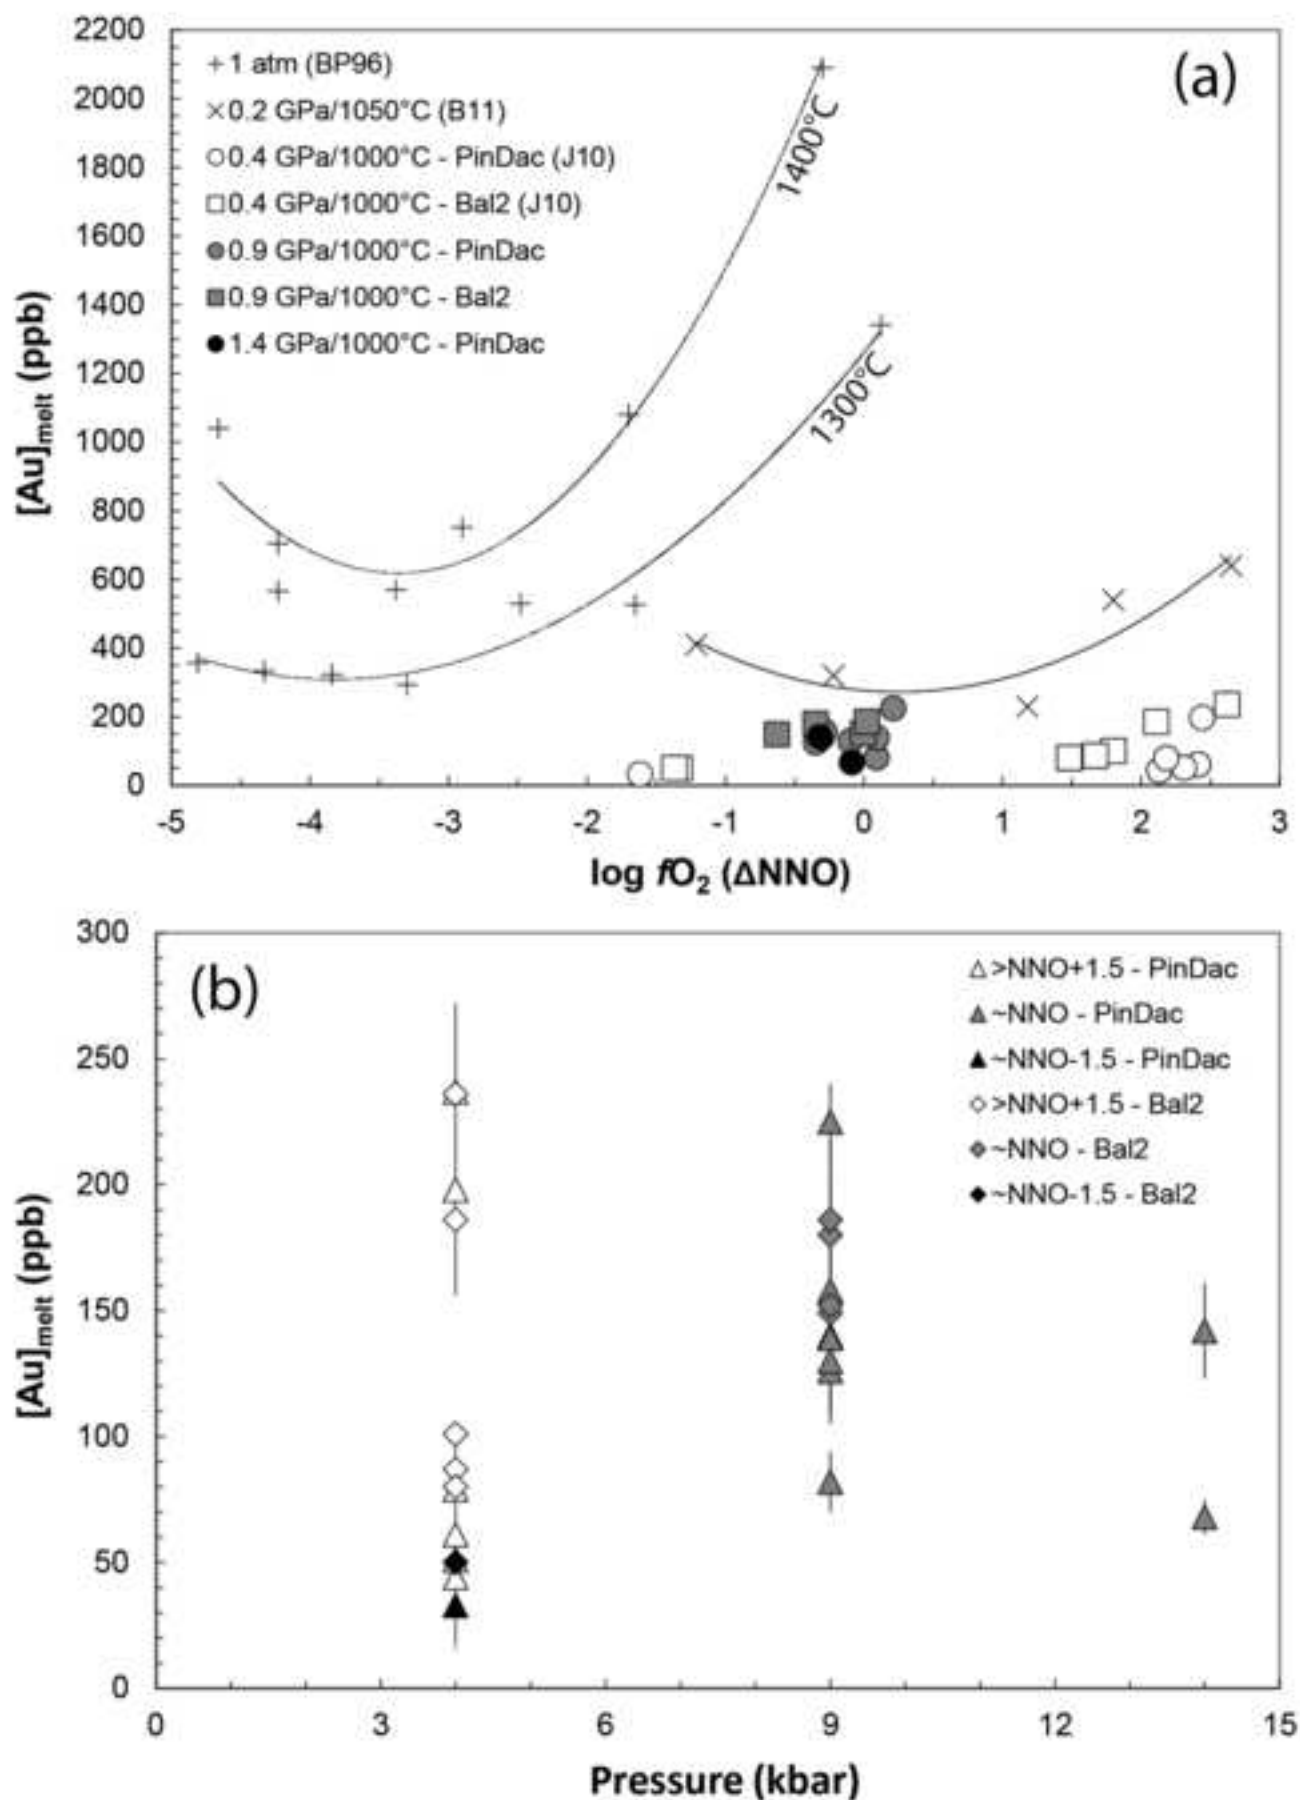 2200
2000
1800
1600
1400
1200
1000
800
600
400
200
0
[Au]melt (ppb)
(a)
1 atm (BP96)
0.2 GPa/1050°C (B11)
0.4 GPa/1000°C - PinDac (J10)
0.4 GPa/1000°C - Bal2 (J10)
0.9 GPa/1000°C - PinDac
0.9 GPa/1000°C - Bal2
1.4 GPa/1000°C - PinDac
1400°C
1300°C
-5 -4 -3 -2 -1 0 1 2 3
log fO₂ (ΔNNO)
300
250
200
150
100
50
0
[Au]melt (ppb)
(b)
>NNO+1.5 - PinDac
~NNO - PinDac
~NNO-1.5 - PinDac
>NNO+1.5 - Bal2
~NNO - Bal2
~NNO-1.5 - Bal2
0 3 6 9 12 15
Pressure (kbar)